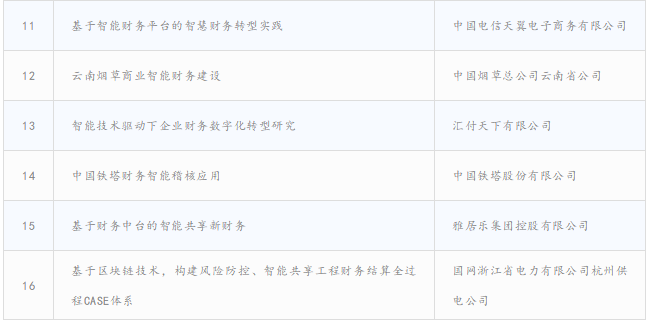 11 基于智能财务平台的智慧财务转型实践 中国电信天翼电子商务有限公司
12 云南烟草商业智能财务建设 中国烟草总公司云南省公司
13 智能技术驱动下企业财务数字化转型研究 汇付天下有限公司
14 中国铁塔财务智能稽核应用 中国铁塔股份有限公司
15 基于财务中台的智能共享新财务 雅居乐集团控股有限公司
16 基于区块链技术，构建风险防控、智能共享工程财务结算全过 国网浙江省电力有限公司杭州供
程CASE体系 电公司